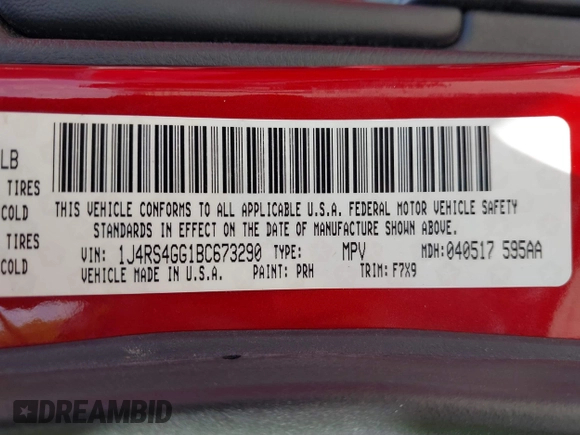 LB
TIRES
COLD
TIRES
COLD
THIS VEHICLE CONFORMS TO ALL APPLICABLE U.S.A. FEDERAL MOTOR VEHICLE SAFETY
STANDARDS IN EFFECT ON THE DATE OF MANUFACTURE SHOWN ABOVE.
VIN: 1J4RS4GG1BC673290 TYPE: MPV MDH: 040517 595AA
VEHICLE MADE IN U.S.A. PAINT: PRH TRIM: F7X9
DREAMBID